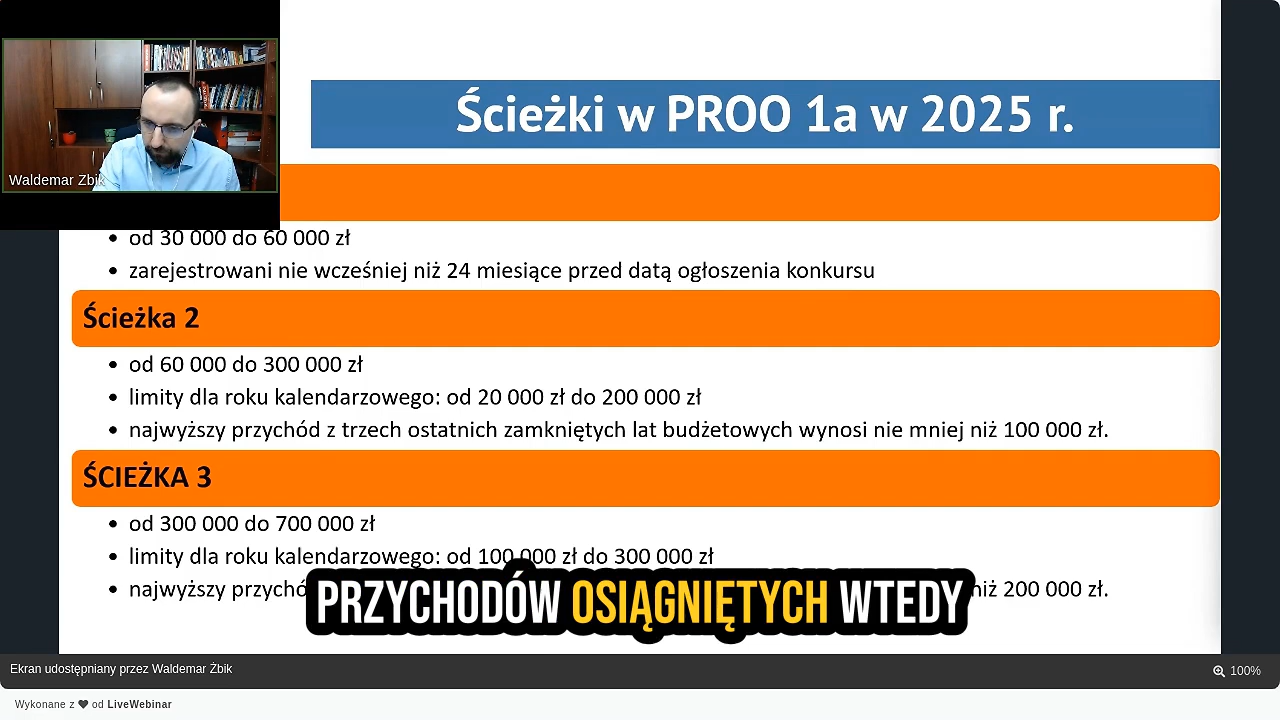 Ścieżki w PROO 1a w 2025 r.
Waldemar Żbik
• od 30 000 do 60 000 zł
• zarejestrowani nie wcześniej niż 24 miesiące przed datą ogłoszenia konkursu
Ścieżka 2
• od 60 000 do 300 000 zł
• limity dla roku kalendarzowego: od 20 000 zł do 200 000 zł
• najwyższy przychód z trzech ostatnich zamkniętych lat budżetowych wynosi nie mniej niż 100 000 zł.
ŚCIEŻKA 3
• od 300 000 do 700 000 zł
• limity dla roku kalendarzowego: od 100 000 zł do 300 000 zł
• najwyższy niż 200 000 zł.
PRZYCHODÓW OSIĄGNIĘTYCH WTEDY
Ekran udostępniany przez Waldemar Żbik
100%
Wykonane z ♥ od LiveWebinar